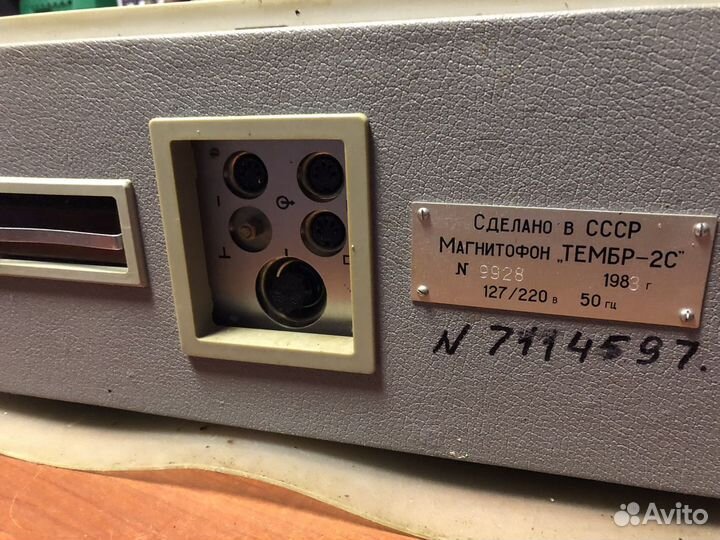 Сделано в СССР
Магнитофон „ТЕМБР-2С"
№ 9928 1983 г
127/220 в 50 гц
N 7114597.
Avito